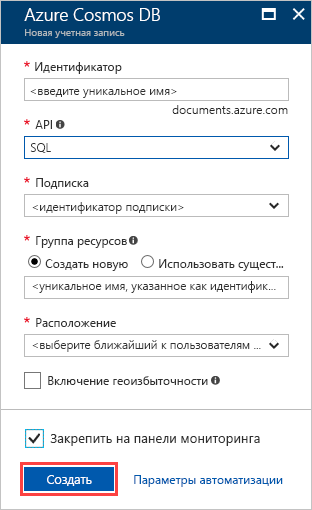 Azure Cosmos DB
Новая учетная запись
* Идентификатор
<введите уникальное имя>
documents.azure.com
* API
SQL
* Подписка
<идентификатор подписки>
* Группа ресурсов
Создать новую Использовать сущест...
<уникальное имя, указанное как идентифик...
* Расположение
<выберите ближайший к пользователям ...
Включение геоизбыточности
Закрепить на панели мониторинга
Создать Параметры автоматизации